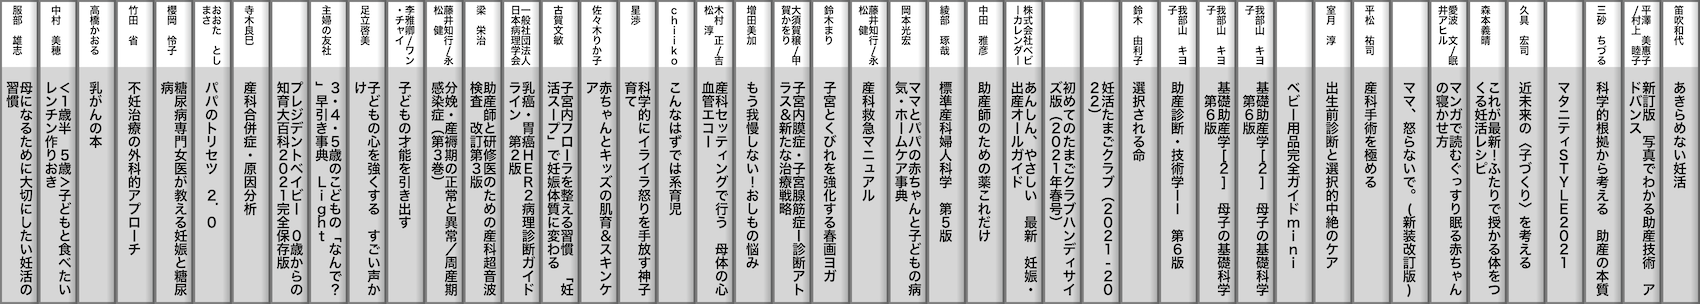 笛吹和代
あきらめない妊活
平澤 美惠子
/村上 睦子
新訂版 写真でわかる助産技術 ア
ドバンス
三砂 ちづる
科学的根拠から考える 助産の本質
マタニティSTYLE2021
久具 宏司
近未来の〈子づくり〉を考える
森本義晴
これが最新!ふたりで授かる体をつ
くる妊活レシピ
愛波 文/眠
井アヒル
マンガで読むぐっすり眠る赤ちゃん
の寝かせ方
ママ、怒らないで。(新装改訂版)
平松 祐司
産科手術を極める
室月 淳
出生前診断と選択的中絶のケア
ベビー用品完全ガイドmini
我部山 キヨ
子
基礎助産学[2] 母子の基礎科学
第6版
我部山 キヨ
子
基礎助産学[2] 母子の基礎科学
第6版
我部山 キヨ
子
助産診断・技術学II 第6版
鈴木 由利子
選択される命
妊活たまごクラブ(2021-20
22)
初めてのたまごクラブハンディサイ
ズ版(2021年春号)
株式会社ベビ
ーカレンダー
あんしん、やさしい 最新 妊娠・
出産オールガイド
中田 雅彦
助産師のための薬これだけ
綾部 琢哉
標準産科婦人科学 第5版
岡本光宏
ママとパパの赤ちゃんと子どもの病
気・ホームケア事典
藤井知行/永
松 健
産科救急マニュアル
鈴木まり
子宮とくびれを強化する春画ヨガ
大須賀穣/甲
賀かをり
子宮内膜症・子宮腺筋症―診断アト
ラス&新たな治療戦略
増田美加
もう我慢しない!おしもの悩み
木村 正/吉
松 淳
産科セッティングで行う 母体の心
血管エコー
chiiko
こんなはずでは系育児
星渉
科学的にイライラ怒りを手放す神子
育て
佐々木りか子
赤ちゃんとキッズの肌育&スキンケ
ア
古賀文敏
子宮内フローラを整える習慣 「妊
活スープ」で妊娠体質に変わる
一般社団法人
日本病理学会
乳癌・胃癌HER2病理診断ガイド
ライン 第2版
梁 栄治
助産師と研修医のための産科超音波
検査 改訂第3版
藤井知行/永
松 健
分娩・産褥期の正常と異常/周産期
感染症(第3巻)
李雅卿/ワン
・チャイ
子どもの才能を引き出す
足立啓美
子どもの心を強くする すごい声か
け
主婦の友社
3・4・5歳のこどもの「なんで?
」早引き事典 Light
プレジデントベイビー 0歳からの
知育大百科2021完全保存版
寺木良巳
産科合併症・原因分析
おおた とし
まさ
パパのトリセツ 2.0
櫻岡 怜子
糖尿病専門女医が教える妊娠と糖尿
病
竹田 省
不妊治療の外科的アプローチ
高橋かおる
乳がんの本
中村 美穂
<1歳半 5歳>子どもと食べたい
レンチン作りおき
服部 雄志
母になるために大切にしたい妊活の
習慣